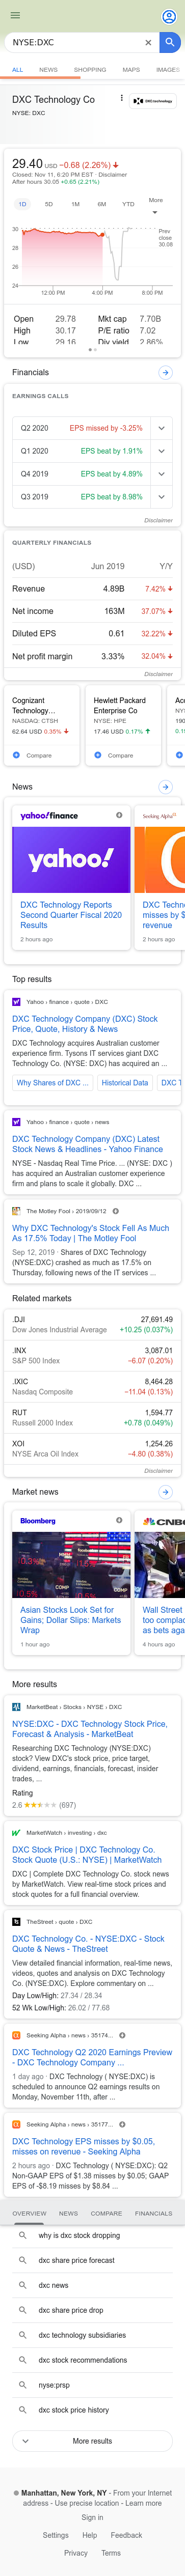 NYSE:DXC
ALL NEWS SHOPPING MAPS IMAGES
DXC Technology Co
NYSE: DXC
DXC.technology
29.40 USD −0.68 (2.26%)
Closed: Nov 11, 6:20 PM EST · Disclaimer
After hours 30.05 +0.65 (2.21%)
1D 5D 1M 6M YTD More
30
28
26
24
Prev
close
30.08
12:00 PM 4:00 PM 8:00 PM
Open 29.78 Mkt cap 7.70B
High 30.17 P/E ratio 7.02
Low 29.16 Div yield 2.86%
Financials
EARNINGS CALLS
Q2 2020 EPS missed by -3.25%
Q1 2020 EPS beat by 1.91%
Q4 2019 EPS beat by 4.89%
Q3 2019 EPS beat by 8.98%
Disclaimer
QUARTERLY FINANCIALS
(USD) Jun 2019 Y/Y
Revenue 4.89B 7.42%
Net income 163M 37.07%
Diluted EPS 0.61 32.22%
Net profit margin 3.33% 32.04%
Disclaimer
Cognizant
Technology…
NASDAQ: CTSH
62.64 USD 0.35%
Compare
Hewlett Packard
Enterprise Co
NYSE: HPE
17.46 USD 0.17%
Compare
News
yahoo!finance
yahoo!
DXC Technology Reports
Second Quarter Fiscal 2020
Results
2 hours ago
Seeking Alpha
DXC Techn
misses by $
revenue
2 hours ago
Top results
Yahoo › finance › quote › DXC
DXC Technology Company (DXC) Stock
Price, Quote, History & News
DXC Technology acquires Australian customer
experience firm. Tysons IT services giant DXC
Technology Co. (NYSE: DXC) has acquired an ...
Why Shares of DXC ... Historical Data DXC T
Yahoo › finance › quote › news
DXC Technology Company (DXC) Latest
Stock News & Headlines - Yahoo Finance
NYSE - Nasdaq Real Time Price. ... (NYSE: DXC )
has acquired an Australian customer experience
firm and plans to scale it globally. DXC ...
The Motley Fool › 2019/09/12
Why DXC Technology's Stock Fell As Much
As 17.5% Today | The Motley Fool
Sep 12, 2019 · Shares of DXC Technology
(NYSE:DXC) crashed as much as 17.5% on
Thursday, following news of the IT services ...
Related markets
.DJI 27,691.49
Dow Jones Industrial Average +10.25 (0.037%)
.INX 3,087.01
S&P 500 Index −6.07 (0.20%)
.IXIC 8,464.28
Nasdaq Composite −11.04 (0.13%)
RUT 1,594.77
Russell 2000 Index +0.78 (0.049%)
XOI 1,254.26
NYSE Arca Oil Index −4.80 (0.38%)
Disclaimer
Market news
Bloomberg
Asian Stocks Look Set for
Gains; Dollar Slips: Markets
Wrap
1 hour ago
CNBC
Wall Street
too complac
as bets aga
4 hours ago
More results
MarketBeat › Stocks › NYSE › DXC
NYSE:DXC - DXC Technology Stock Price,
Forecast & Analysis - MarketBeat
Researching DXC Technology (NYSE:DXC)
stock? View DXC's stock price, price target,
dividend, earnings, financials, forecast, insider
trades, ...
Rating
2.6 (697)
MarketWatch › investing › dxc
DXC Stock Price | DXC Technology Co.
Stock Quote (U.S.: NYSE) | MarketWatch
DXC | Complete DXC Technology Co. stock news
by MarketWatch. View real-time stock prices and
stock quotes for a full financial overview.
TheStreet › quote › DXC
DXC Technology Co. - NYSE:DXC - Stock
Quote & News - TheStreet
View detailed financial information, real-time news,
videos, quotes and analysis on DXC Technology
Co. (NYSE:DXC). Explore commentary on ...
Day Low/High: 27.34 / 28.34
52 Wk Low/High: 26.02 / 77.68
Seeking Alpha › news › 35174...
DXC Technology Q2 2020 Earnings Preview
- DXC Technology Company ...
1 day ago · DXC Technology ( NYSE:DXC) is
scheduled to announce Q2 earnings results on
Monday, November 11th, after ...
Seeking Alpha › news › 35177...
DXC Technology EPS misses by $0.05,
misses on revenue - Seeking Alpha
2 hours ago · DXC Technology ( NYSE:DXC): Q2
Non-GAAP EPS of $1.38 misses by $0.05; GAAP
EPS of -$8.19 misses by $8.84 ...
OVERVIEW NEWS COMPARE FINANCIALS
why is dxc stock dropping
dxc share price forecast
dxc news
dxc share price drop
dxc technology subsidiaries
dxc stock recommendations
nyse:prsp
dxc stock price history
More results
Manhattan, New York, NY - From your Internet
address - Use precise location - Learn more
Sign in
Settings Help Feedback
Privacy Terms